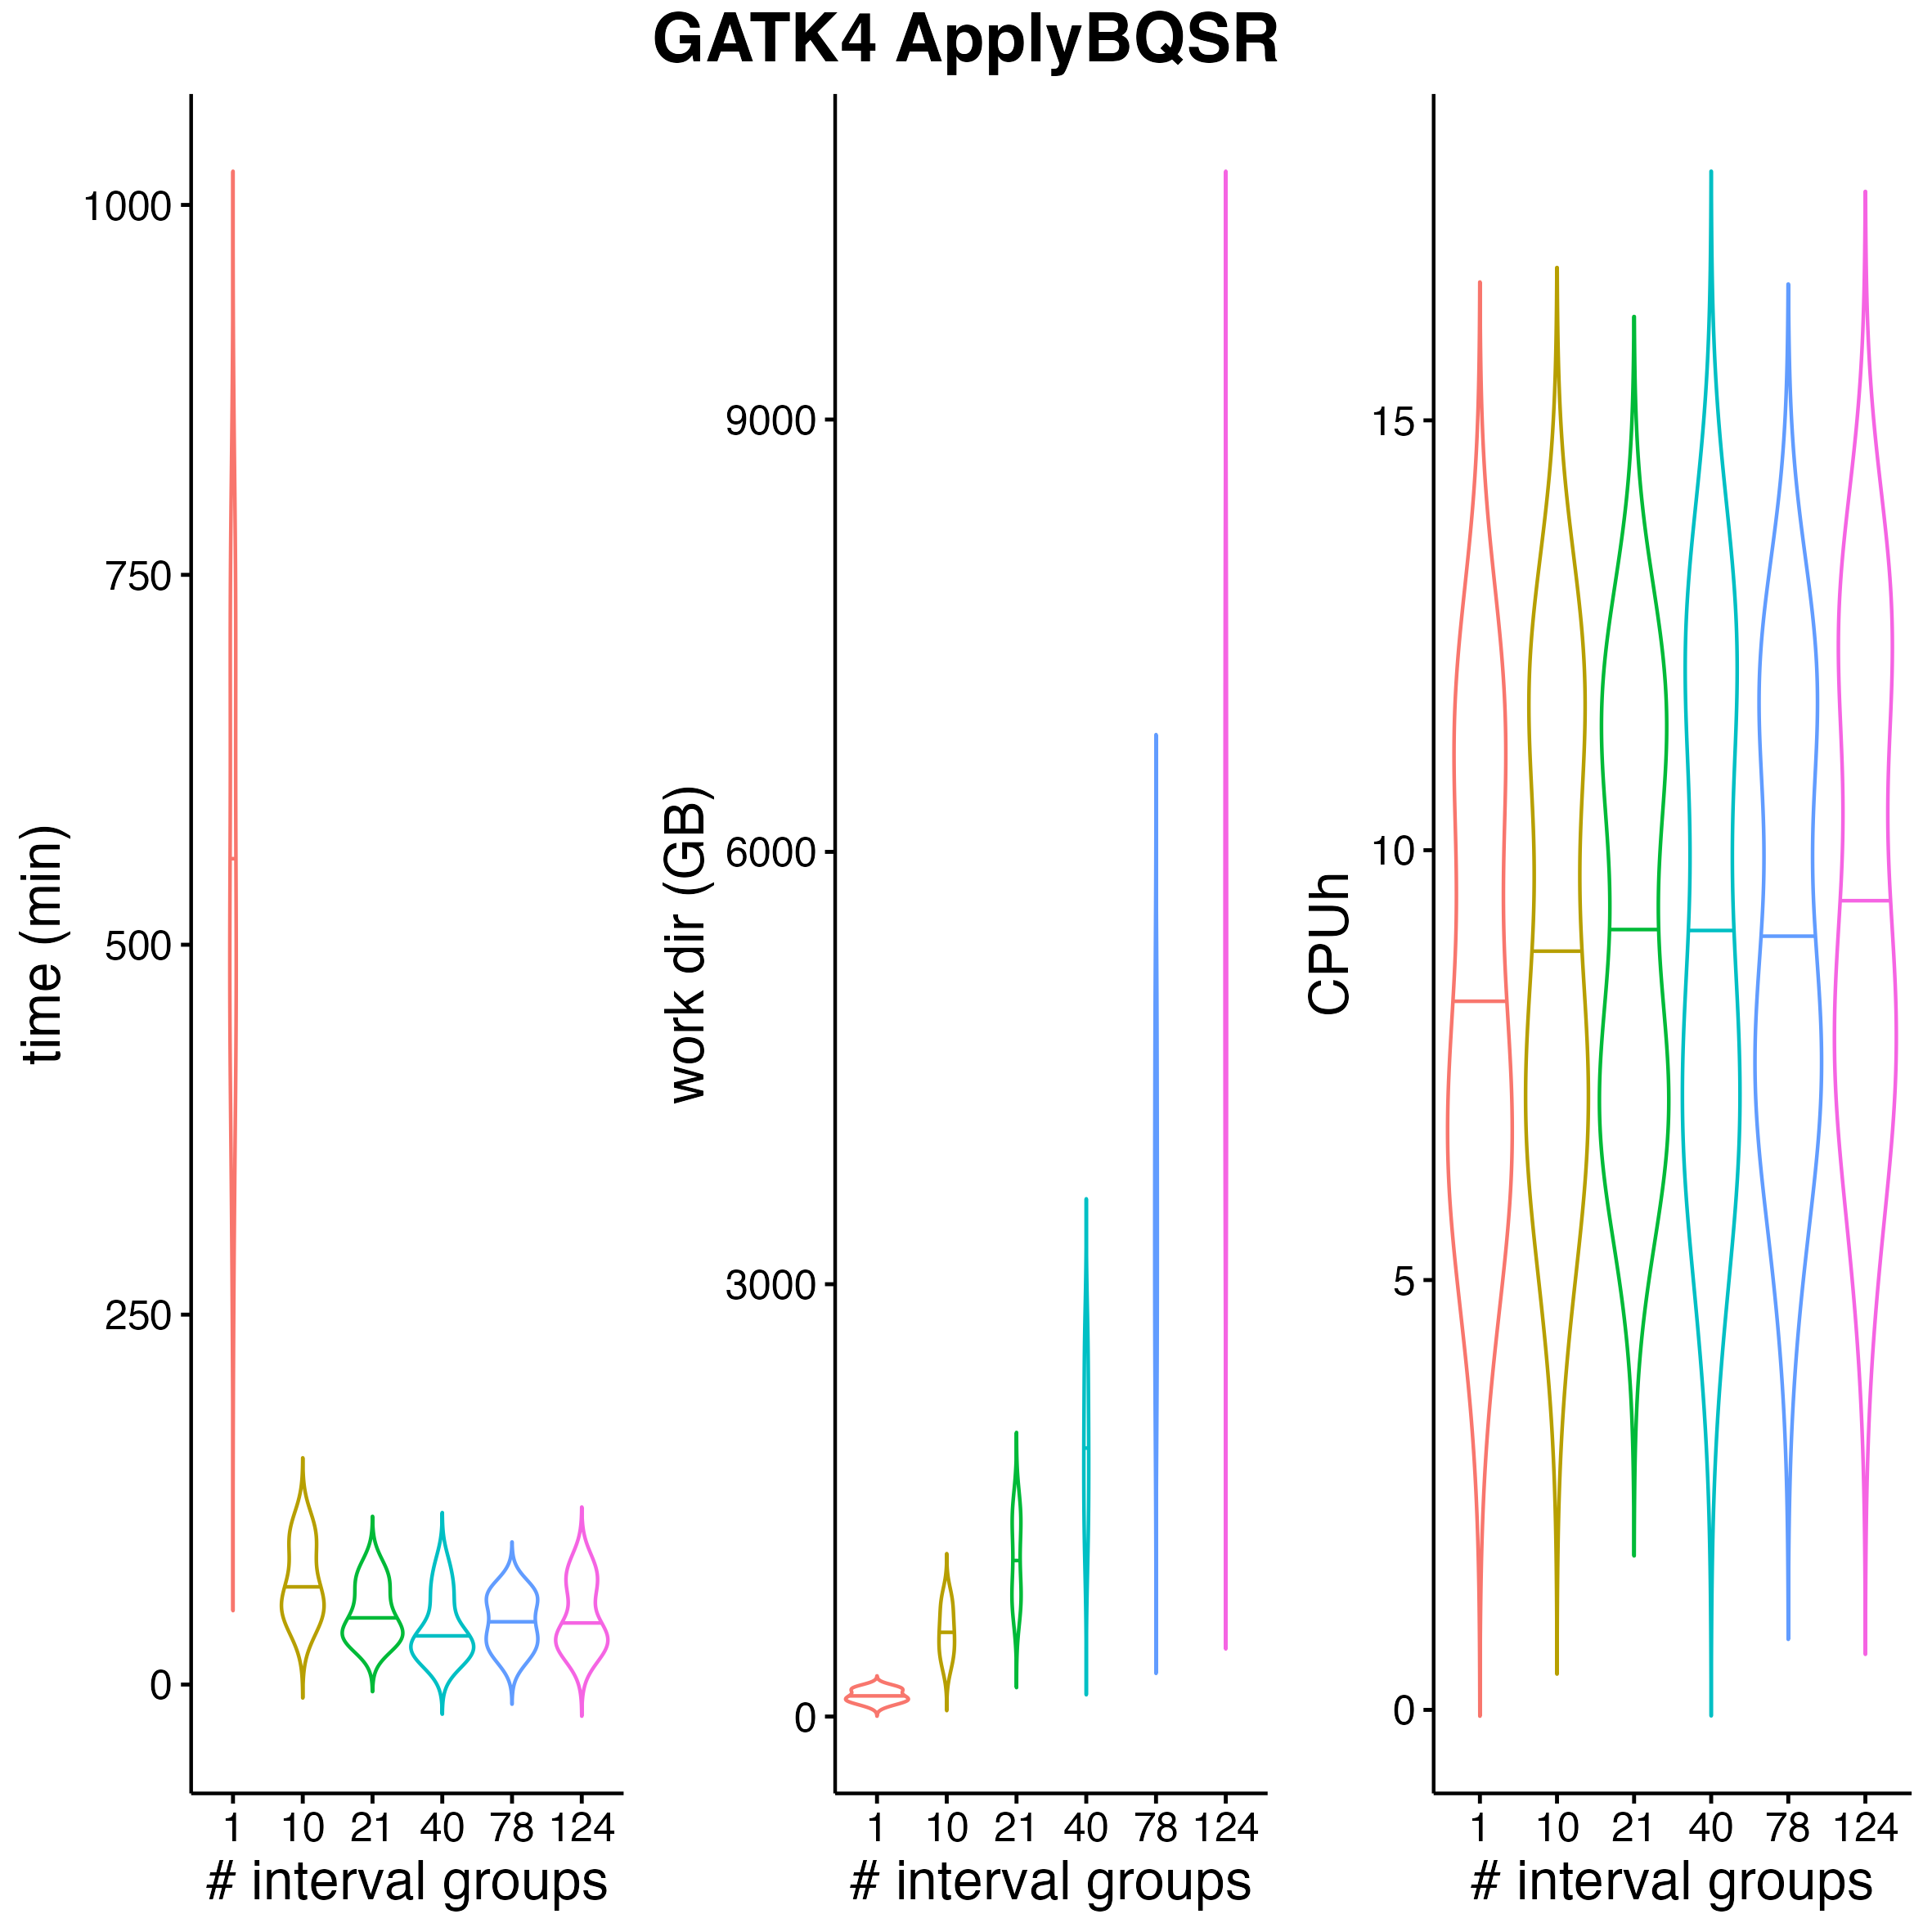 GATK4 ApplyBQSR
time (min)
1000
750
500
250
0
1 10 21 40 78 124
# interval groups
work dir (GB)
9000
6000
3000
0
1 10 21 40 78 124
# interval groups
CPUh
15
10
5
0
1 10 21 40 78 124
# interval groups